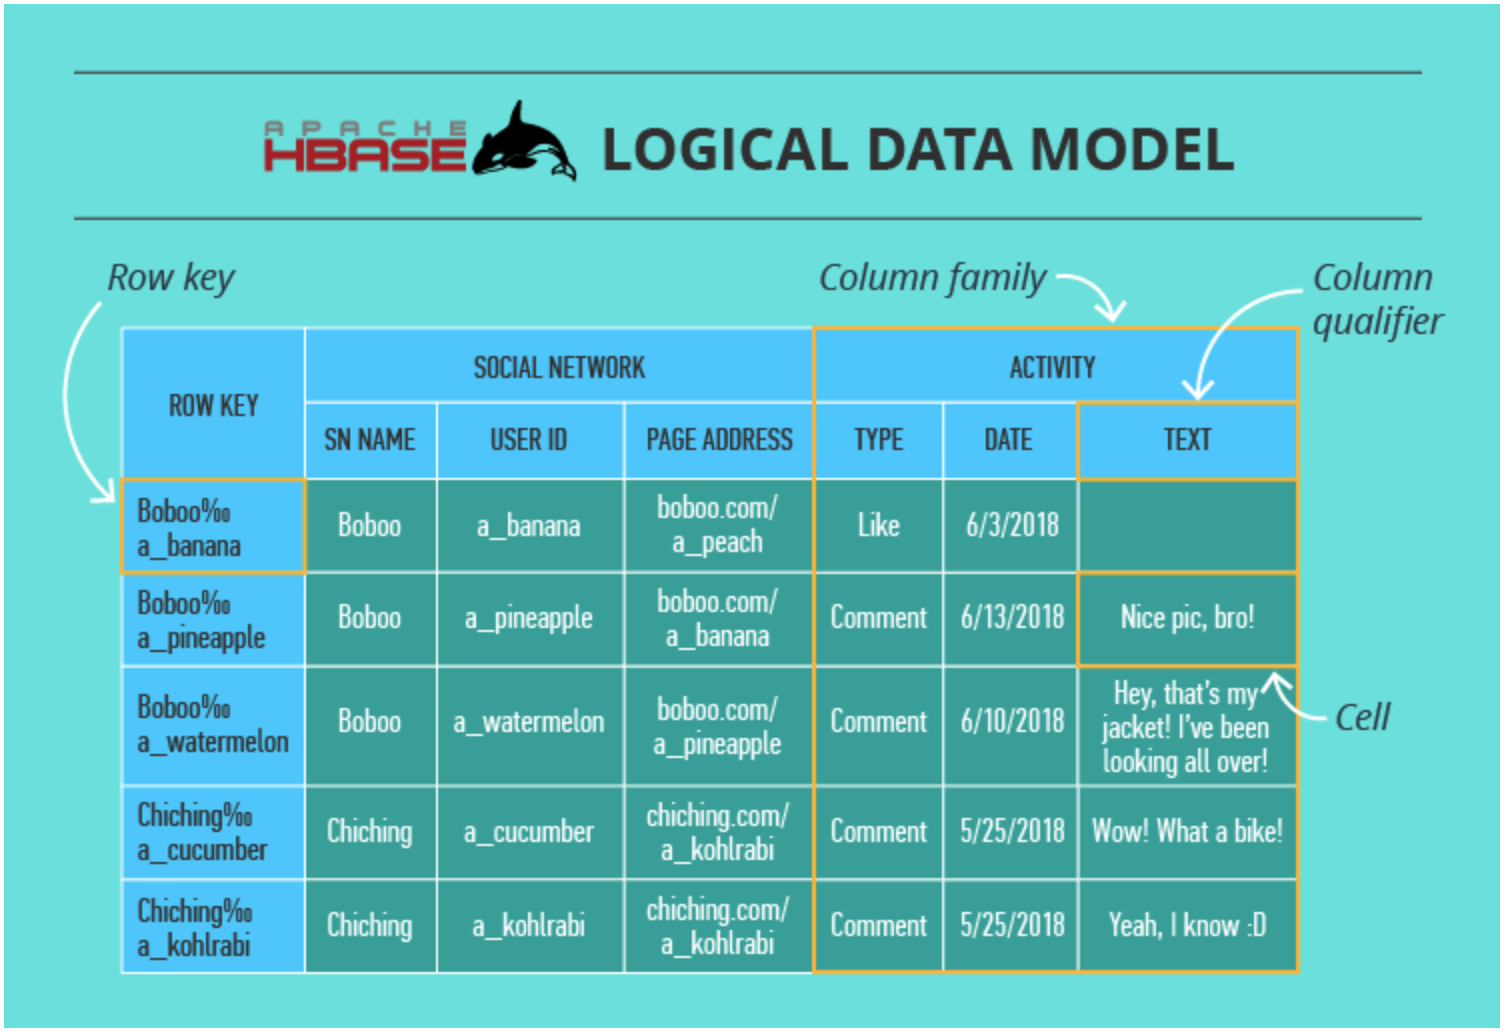 APACHE
HBASE LOGICAL DATA MODEL
Row key
Column family
Column
qualifier
ROW KEY
SOCIAL NETWORK
ACTIVITY
SN NAME
USER ID
PAGE ADDRESS
TYPE
DATE
TEXT
Boboo‰
a_banana
Boboo
a_banana
boboo.com/
a_peach
Like
6/3/2018
Boboo‰
a_pineapple
Boboo
a_pineapple
boboo.com/
a_banana
Comment
6/13/2018
Nice pic, bro!
Boboo‰
a_watermelon
Boboo
a_watermelon
boboo.com/
a_pineapple
Comment
6/10/2018
Hey, that's my
jacket! I've been
looking all over!
Cell
Chiching‰
a_cucumber
Chiching
a_cucumber
chiching.com/
a_kohlrabi
Comment
5/25/2018
Wow! What a bike!
Chiching‰
a_kohlrabi
Chiching
a_kohlrabi
chiching.com/
a_kohlrabi
Comment
5/25/2018
Yeah, I know :D